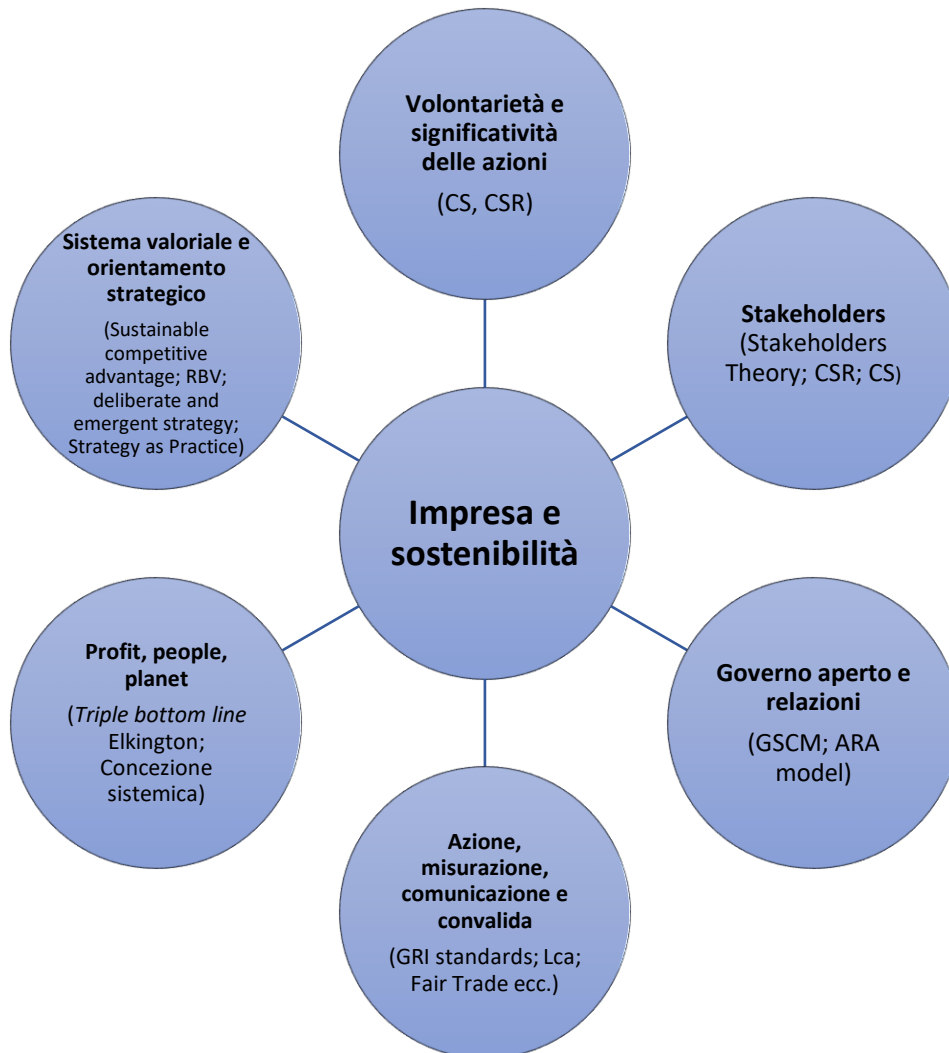 Volontarietà e
significatività
delle azioni
(CS, CSR)
Sistema valoriale e
orientamento
strategico
(Sustainable
competitive
advantage; RBV;
deliberate and
emergent strategy;
Strategy as Practice)
Stakeholders
(Stakeholders
Theory; CSR; CS)
Impresa e
sostenibilità
Profit, people,
planet
(Triple bottom line
Elkington;
Concezione
sistemica)
Governo aperto e
relazioni
(GSCM; ARA
model)
Azione,
misurazione,
comunicazione e
convalida
(GRI standards; Lca;
Fair Trade ecc.)